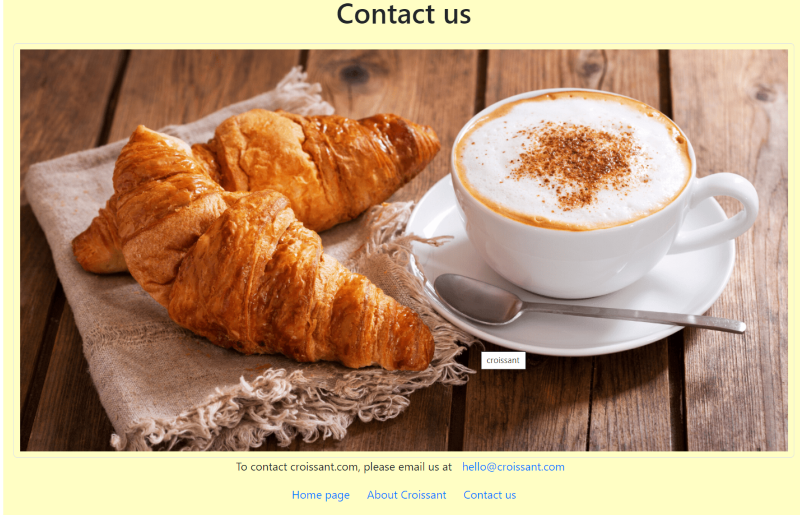 Contact us
croissant
To contact croissant.com, please email us at hello@croissant.com
Home page About Croissant Contact us